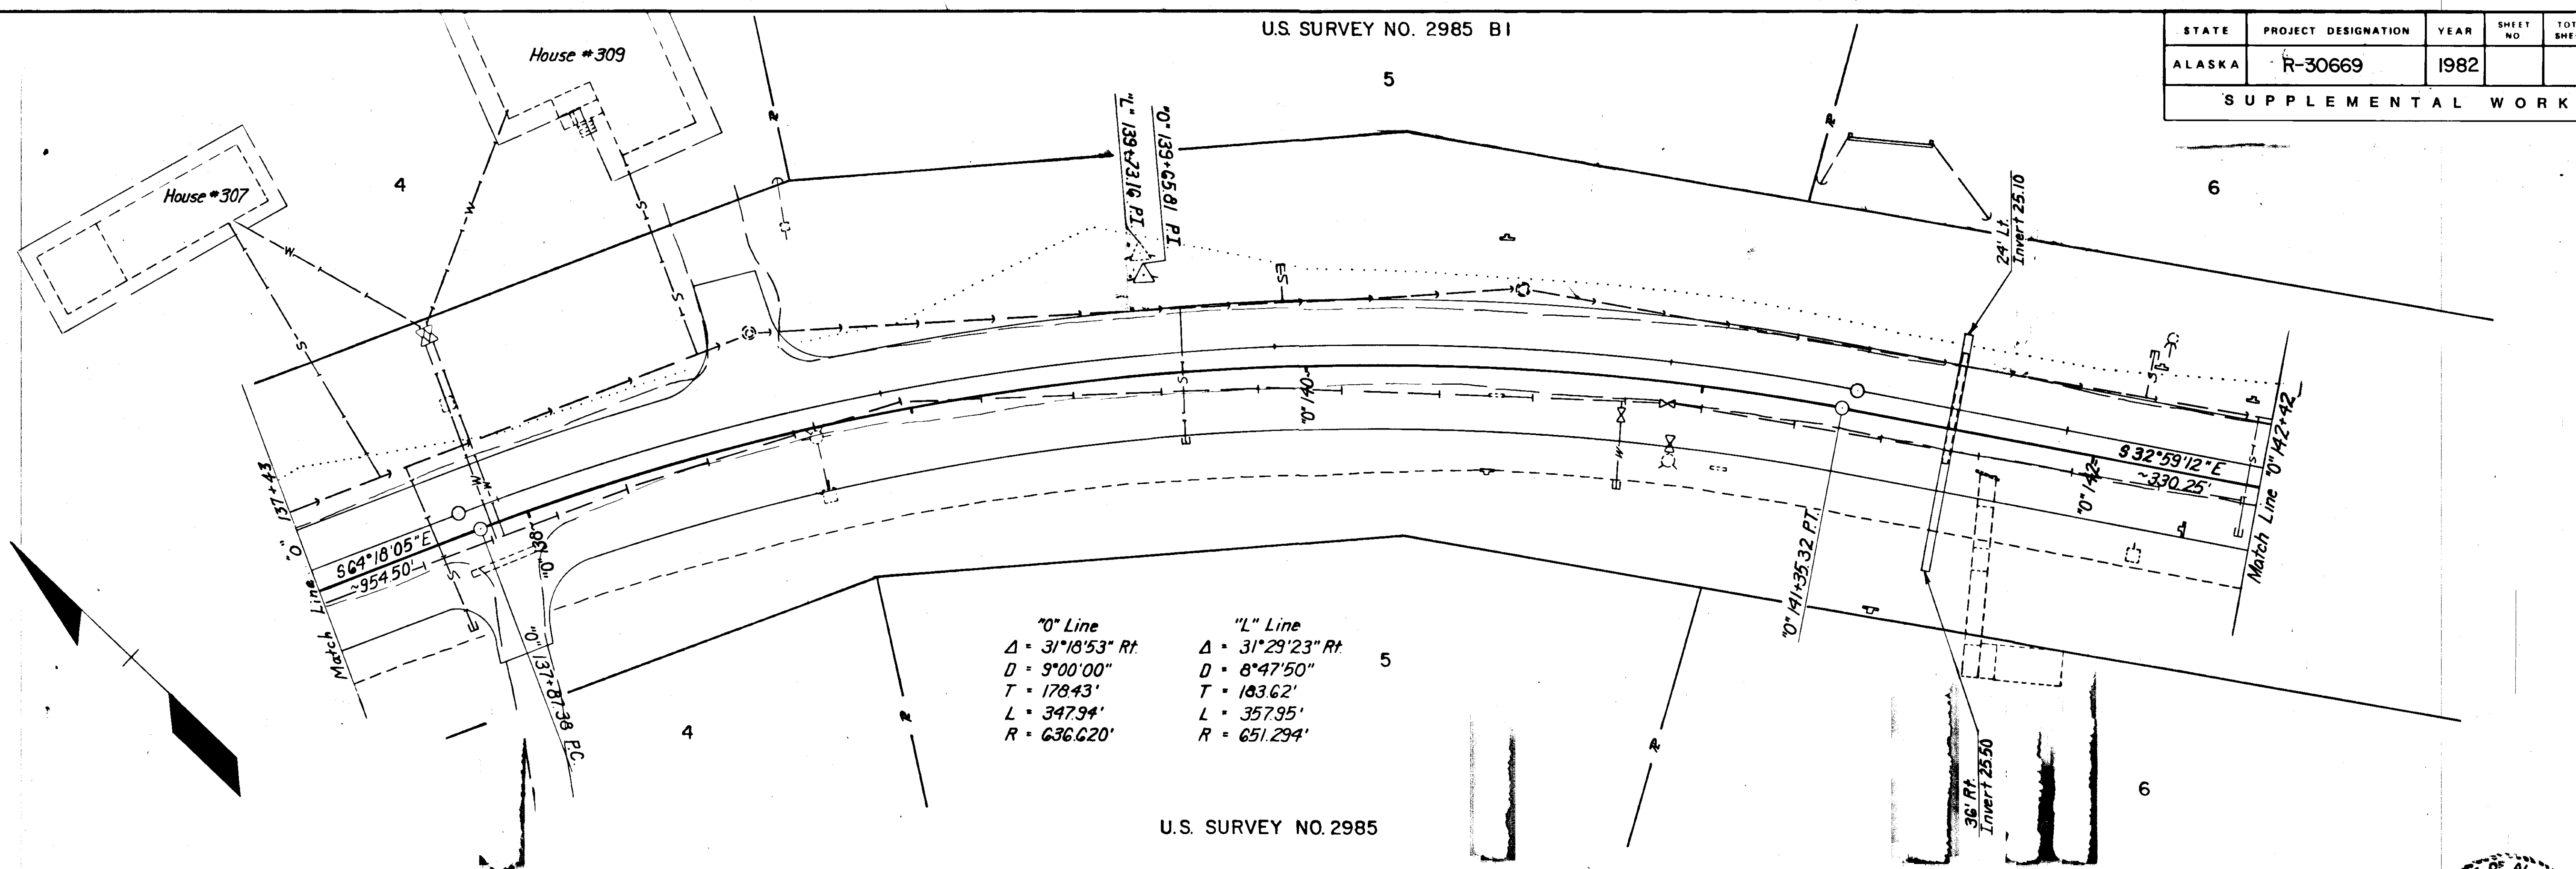 U.S. SURVEY NO. 2985 B1
STATE PROJECT DESIGNATION YEAR SHEET NO
ALASKA R-30669 1982
SUPPLEMENTAL WORK
House #309
House #307
4
5
6
"L" 139+73.16 P.I.
"O" 139+65.81 P.I.
24' Lt.
Invert 25.10
W
W
S
S
S
S
W
W
S
E
S
S
E
W
E
S
S
E
"O" 140
"O" 138
"O" 142
Match Line "O" 137+43
S64°18'05"E
~954.50'
"O" 137+87.38 P.C.
"O" 141+35.32 P.T.
S32°59'12"E
~330.25'
Match Line "O" 142+42
36' Rt.
Invert 25.50
"O" Line
Δ = 31°18'53" Rt.
D = 9°00'00"
T = 178.43'
L = 347.94'
R = 636.620'
"L" Line
Δ = 31°29'23" Rt.
D = 8°47'50"
T = 183.62'
L = 357.95'
R = 651.294'
4
5
6
U.S. SURVEY NO. 2985